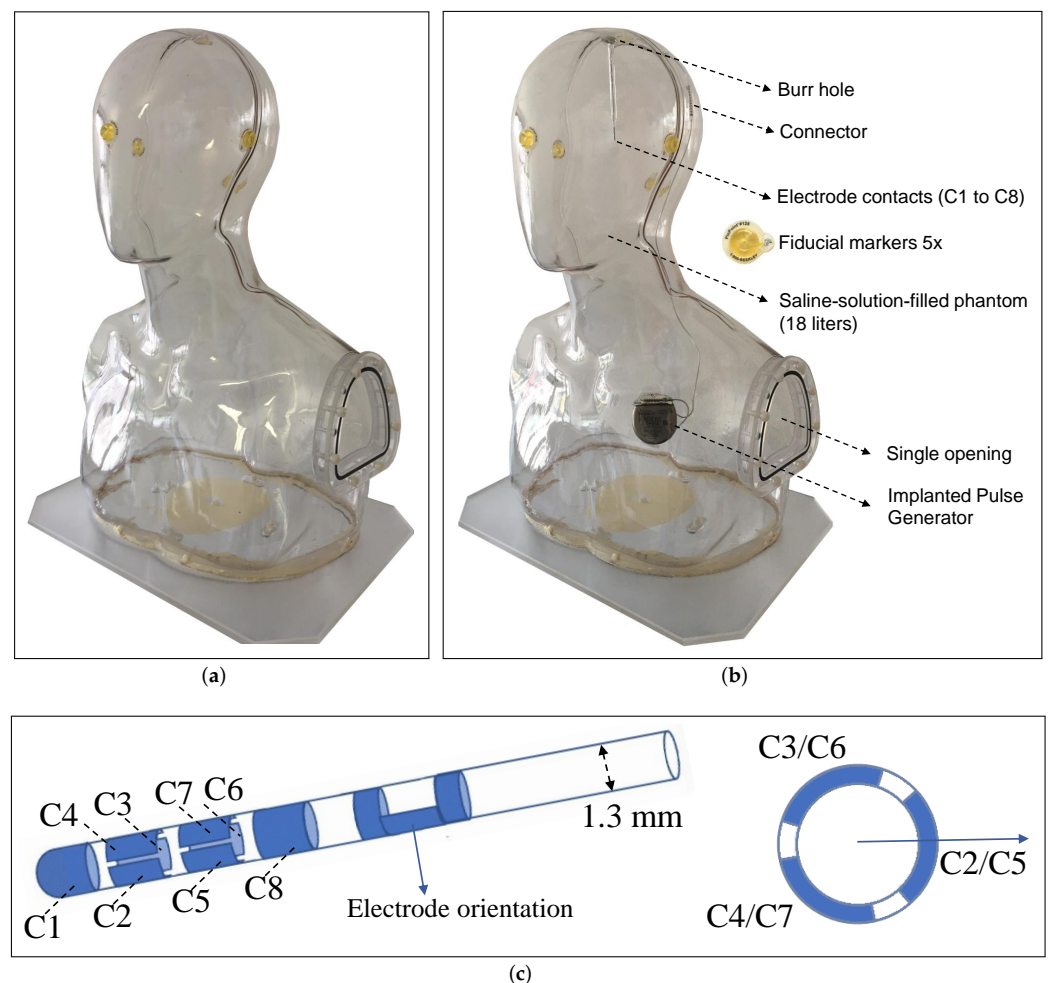 Burr hole
Connector
Electrode contacts (C1 to C8)
Fiducial markers 5x
Saline-solution-filled phantom
(18 liters)
Single opening
Implanted Pulse
Generator
(a)
(b)
C4
C3
C7
C6
C1
C2
C5
C8
Electrode orientation
1.3 mm
C3/C6
C2/C5
C4/C7
(c)